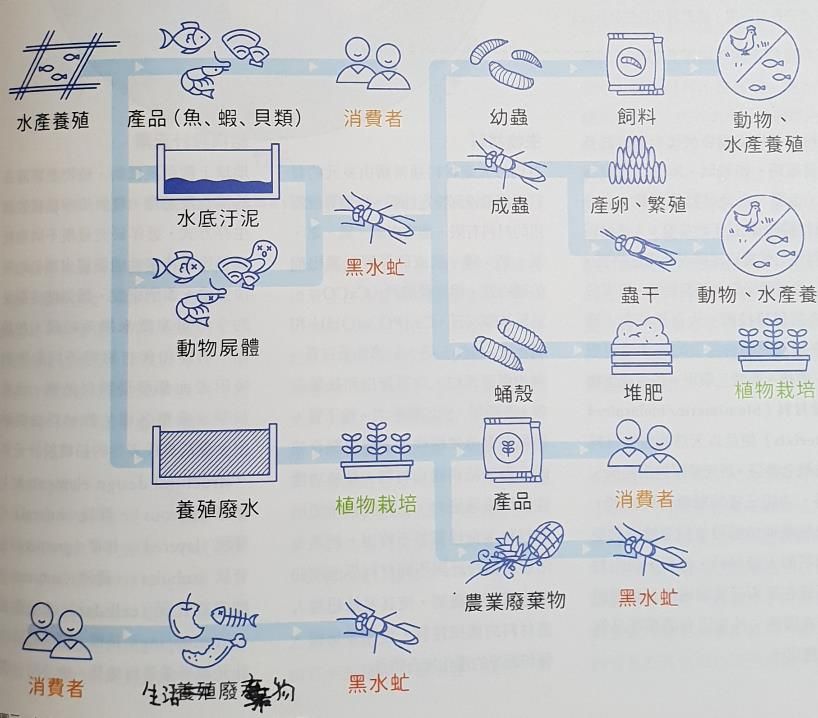 水產養殖
產品（魚、蝦、貝類）
消費者
幼蟲
飼料
動物、
水產養殖
水底汙泥
成蟲
產卵、繁殖
黑水虻
蟲干
動物、水產養
動物屍體
蛹殼
堆肥
植物栽培
養殖廢水
植物栽培
產品
消費者
農業廢棄物
黑水虻
消費者
生活養殖廢棄物
黑水虻